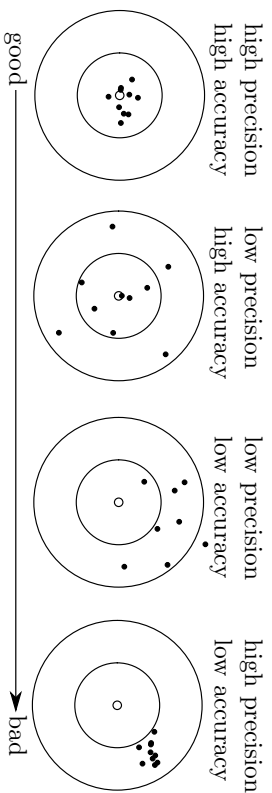 high precision
high accuracy
low precision
high accuracy
low precision
low accuracy
high precision
low accuracy
good
bad